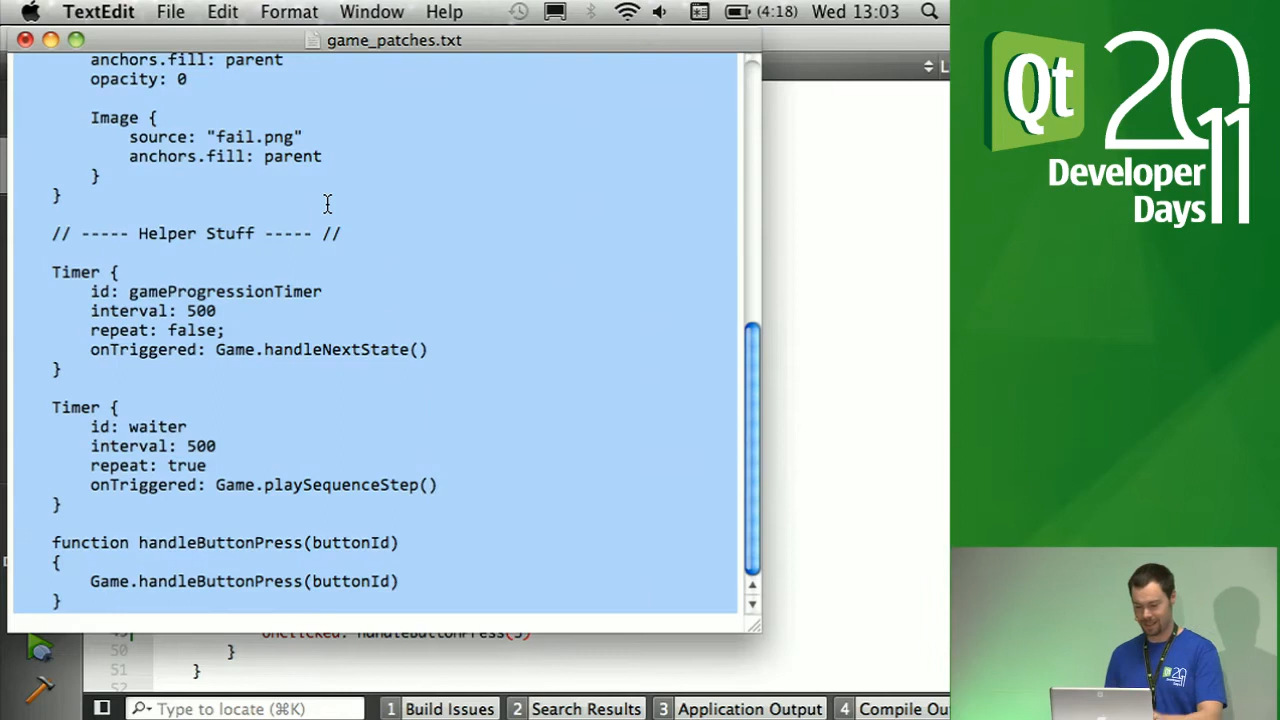 TextEdit File Edit Format Window Help (4:18) Wed 13:03
game_patches.txt
anchors.fill: parent
opacity: 0
Image {
source: "fail.png"
anchors.fill: parent
}
}
// ----- Helper Stuff ----- //
Timer {
id: gameProgressionTimer
interval: 500
repeat: false;
onTriggered: Game.handleNextState()
}
Timer {
id: waiter
interval: 500
repeat: true
onTriggered: Game.playSequenceStep()
}
function handleButtonPress(buttonId)
{
Game.handleButtonPress(buttonId)
}
50 }
51 }
52
Type to locate (⌘K) 1 Build Issues 2 Search Results 3 Application Output 4 Compile Ou
L
Qt 2011
Developer
Days
20
11